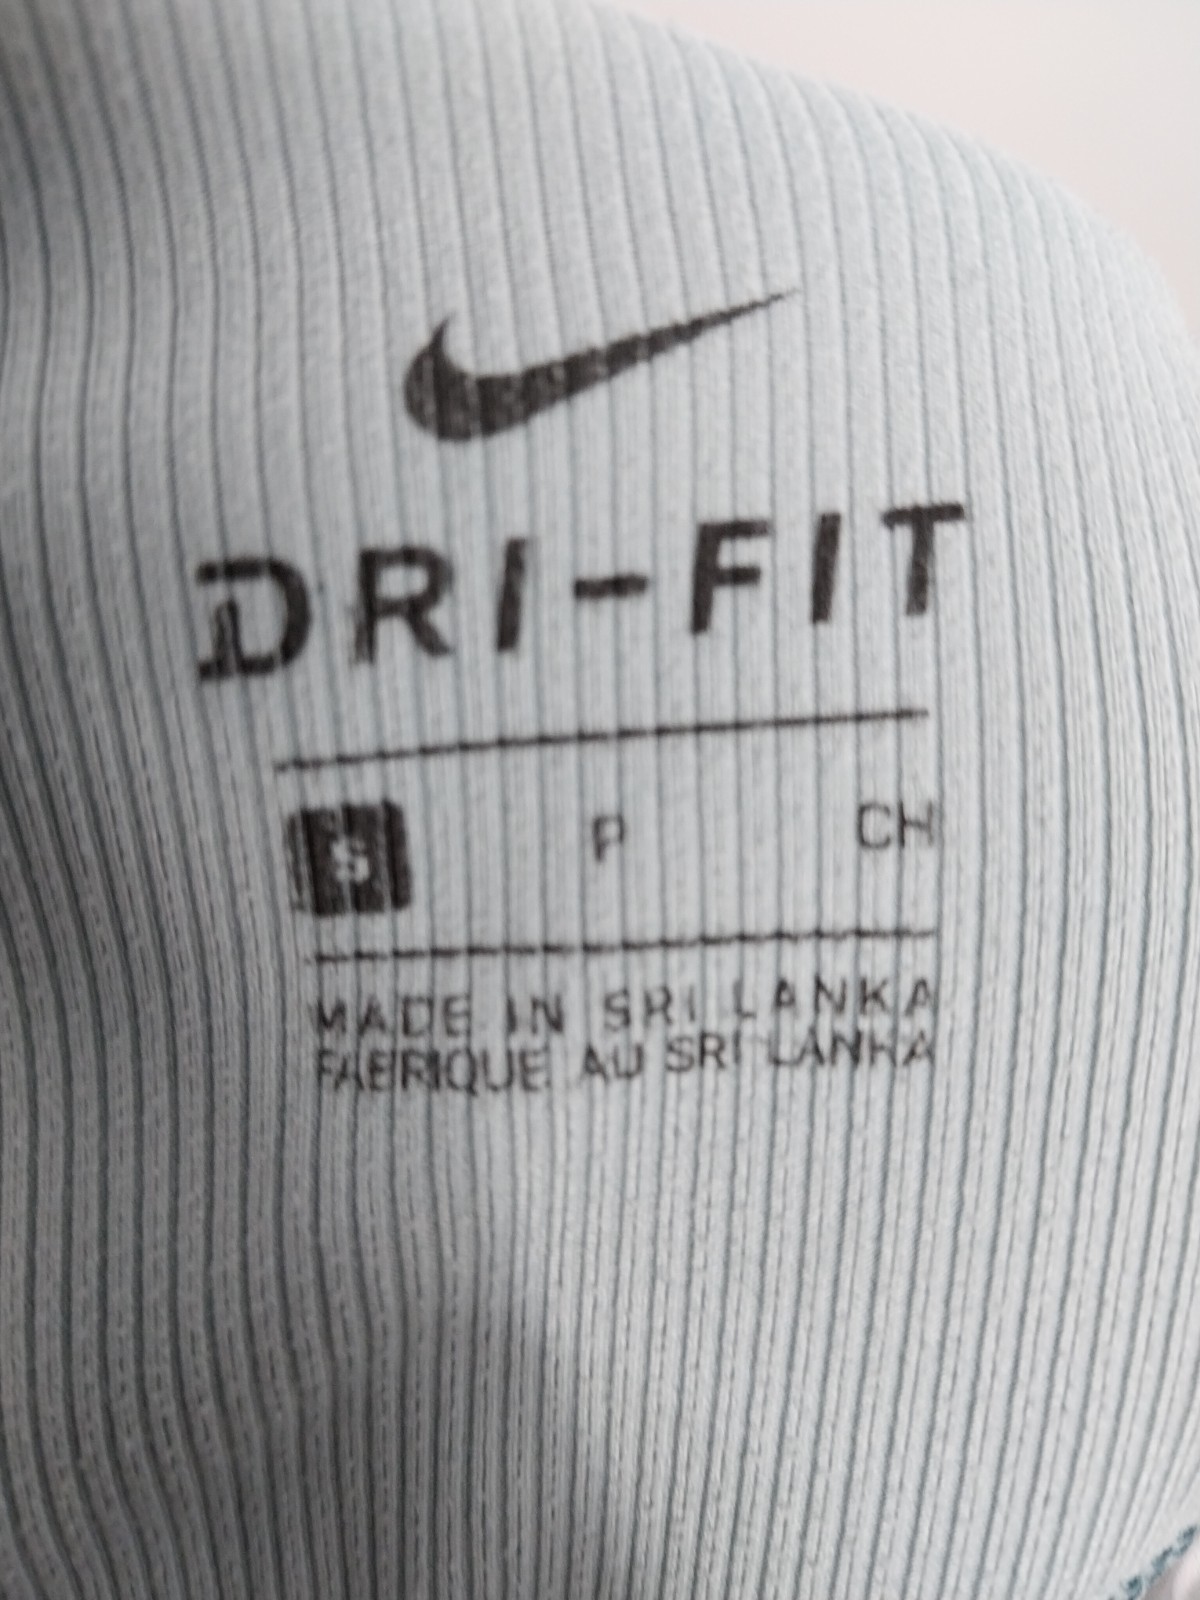 DRI-FIT
S P CH
MADE IN SRI LANKA
FABRIQUE AU SRI LANKA